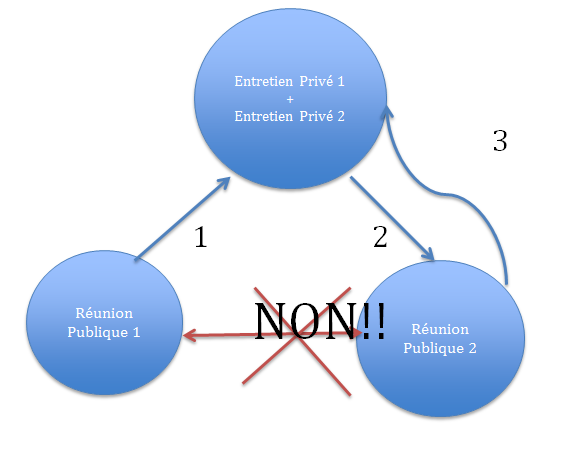 Entretien Privé 1
+
Entretien Privé 2
3
1
2
NON!!
Réunion
Publique 1
Réunion
Publique 2